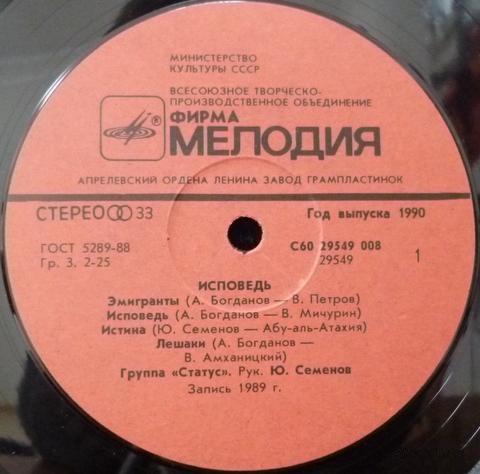 МИНИСТЕРСТВО
КУЛЬТУРЫ СССР
ВСЕСОЮЗНОЕ ТВОРЧЕСКО-
ПРОИЗВОДСТВЕННОЕ ОБЪЕДИНЕНИЕ
ФИРМА
® МЕЛОДИЯ
АПРЕЛЕВСКИЙ ОРДЕНА ЛЕНИНА ЗАВОД ГРАМПЛАСТИНОК
СТЕРЕО 33 Год выпуска 1990
ГОСТ 5289-88 С60 29549 008
Гр. 3. 2-25 29549 1
ИСПОВЕДЬ
Эмигранты (А. Богданов — В. Петров)
Исповедь (А. Богданов — В. Мичурин)
Истина (Ю. Семенов — Абу-аль-Атахия)
Лешаки (А. Богданов —
В. Амханицкий)
Группа «Статус». Рук. Ю. Семенов
Запись 1989 г.